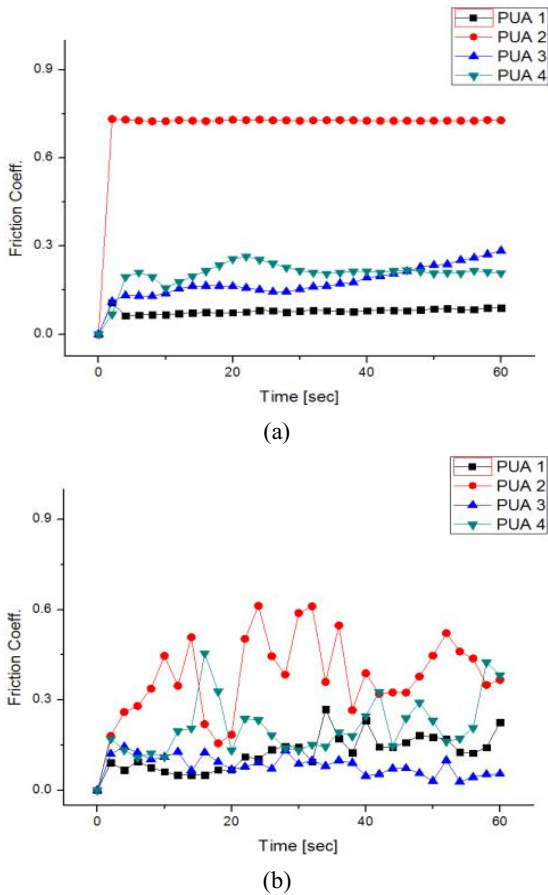 PUA 1
PUA 2
PUA 3
PUA 4
0.9
0.6
0.3
0.0
Friction Coeff.
0
20
40
60
Time [sec]
(a)
PUA 1
PUA 2
PUA 3
PUA 4
0.9
0.6
0.3
0.0
Friction Coeff.
0
20
40
60
Time [sec]
(b)